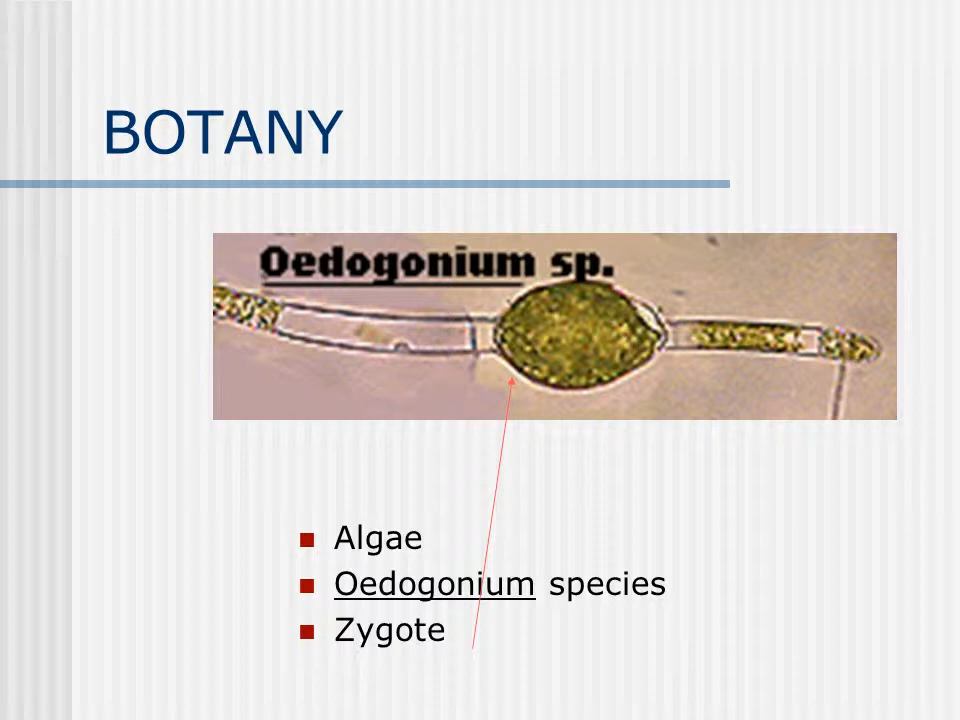 BOTANY
Oedogonium sp.
Algae
Oedogonium species
Zygote